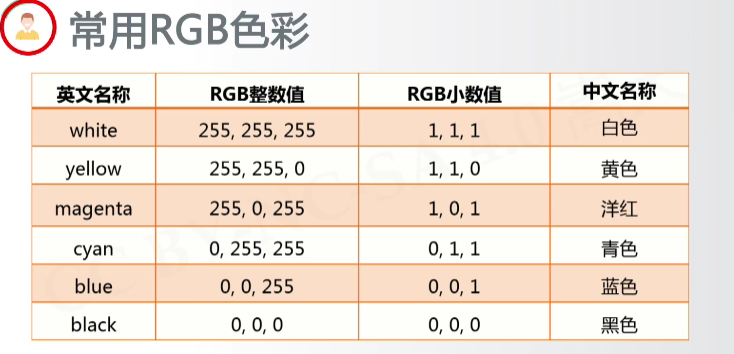 常用RGB色彩
英文名称 RGB整数值 RGB小数值 中文名称
white 255, 255, 255 1, 1, 1 白色
yellow 255, 255, 0 1, 1, 0 黄色
magenta 255, 0, 255 1, 0, 1 洋红
cyan 0, 255, 255 0, 1, 1 青色
blue 0, 0, 255 0, 0, 1 蓝色
black 0, 0, 0 0, 0, 0 黑色